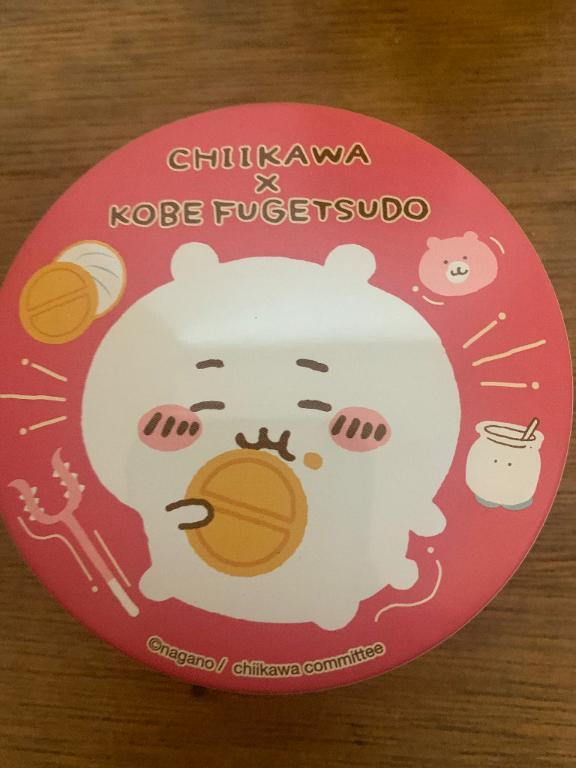 CHIIKAWA
×
KOBE FUGETSUDO
©nagano / chiikawa committee